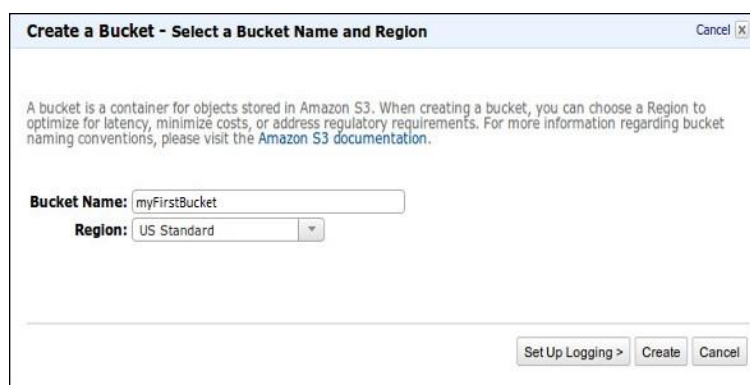 Create a Bucket - Select a Bucket Name and Region
Cancel x
A bucket is a container for objects stored in Amazon S3. When creating a bucket, you can choose a Region to
optimize for latency, minimize costs, or address regulatory requirements. For more information regarding bucket
naming conventions, please visit the Amazon S3 documentation.
Bucket Name: myFirstBucket
Region: US Standard
Set Up Logging > Create Cancel